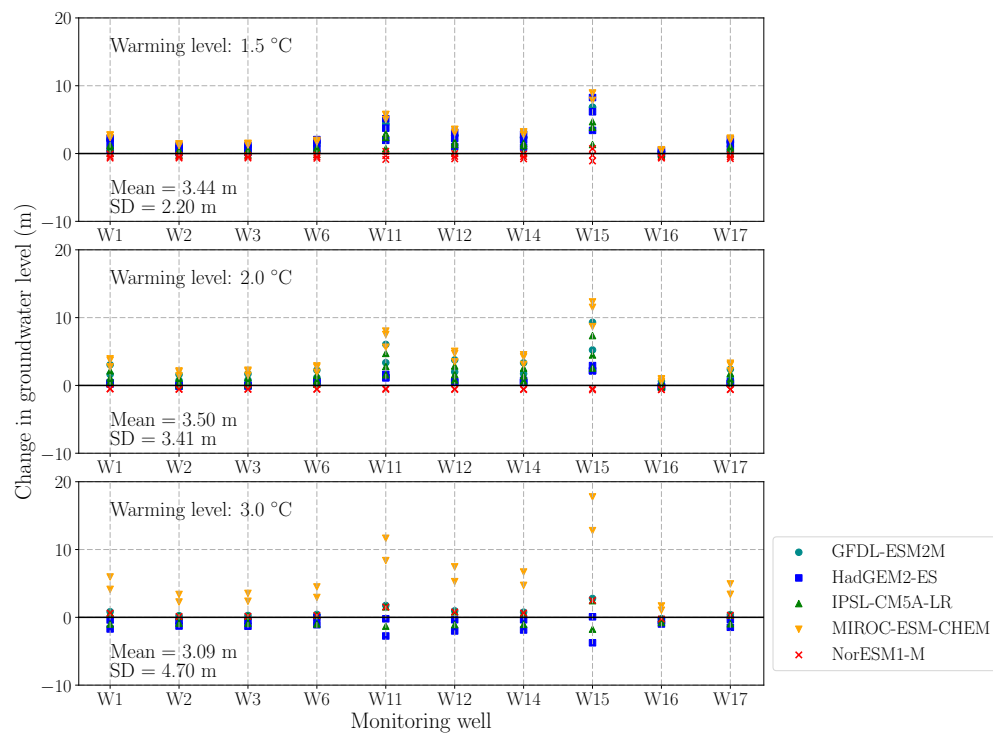 20
Warming level: 1.5 °C
10
0
Mean = 3.44 m
SD = 2.20 m
−10
W1 W2 W3 W6 W11 W12 W14 W15 W16 W17
20
Warming level: 2.0 °C
10
0
Mean = 3.50 m
SD = 3.41 m
−10
W1 W2 W3 W6 W11 W12 W14 W15 W16 W17
20
Warming level: 3.0 °C
10
0
Mean = 3.09 m
SD = 4.70 m
−10
W1 W2 W3 W6 W11 W12 W14 W15 W16 W17
Change in groundwater level (m)
Monitoring well
GFDL-ESM2M
HadGEM2-ES
IPSL-CM5A-LR
MIROC-ESM-CHEM
NorESM1-M